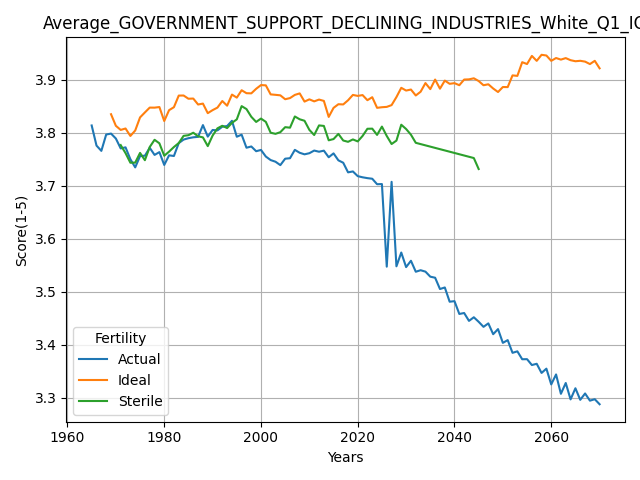 Average_GOVERNMENT_SUPPORT_DECLINING_INDUSTRIES_White_Q1_IC
Score(1-5)
3.9
3.8
3.7
3.6
3.5
3.4
3.3
Fertility
Actual
Ideal
Sterile
1960
1980
2000
2020
2040
2060
Years